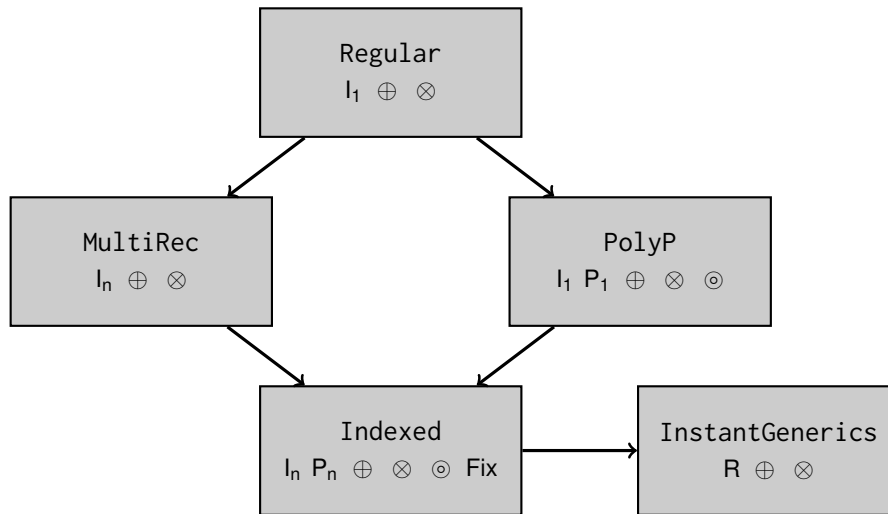 Regular
I₁ ⊕ ⊗
MultiRec
Iₙ ⊕ ⊗
PolyP
I₁ P₁ ⊕ ⊗ ⊚
Indexed
Iₙ Pₙ ⊕ ⊗ ⊚ Fix
InstantGenerics
R ⊕ ⊗